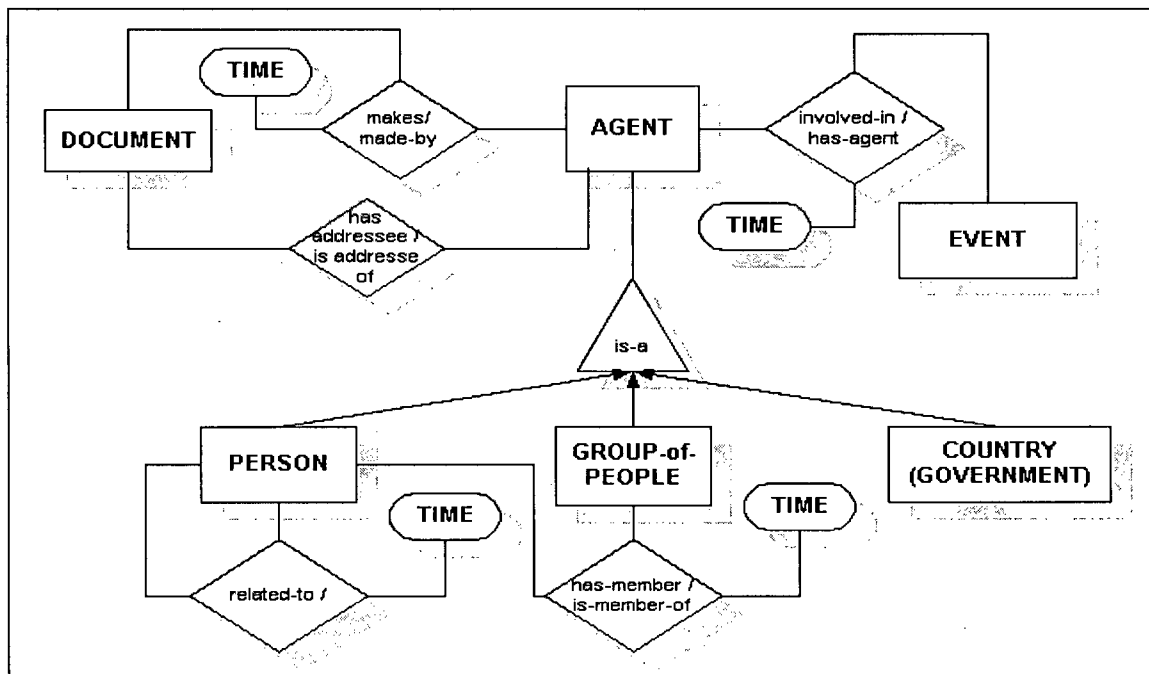 TIME
DOCUMENT
makes/
made-by
AGENT
involved-in /
has-agent
has
addressee /
is addresse
of
TIME
EVENT
is-a
PERSON
GROUP-of-
PEOPLE
COUNTRY
(GOVERNMENT)
TIME
TIME
related-to /
has-member /
is-member-of